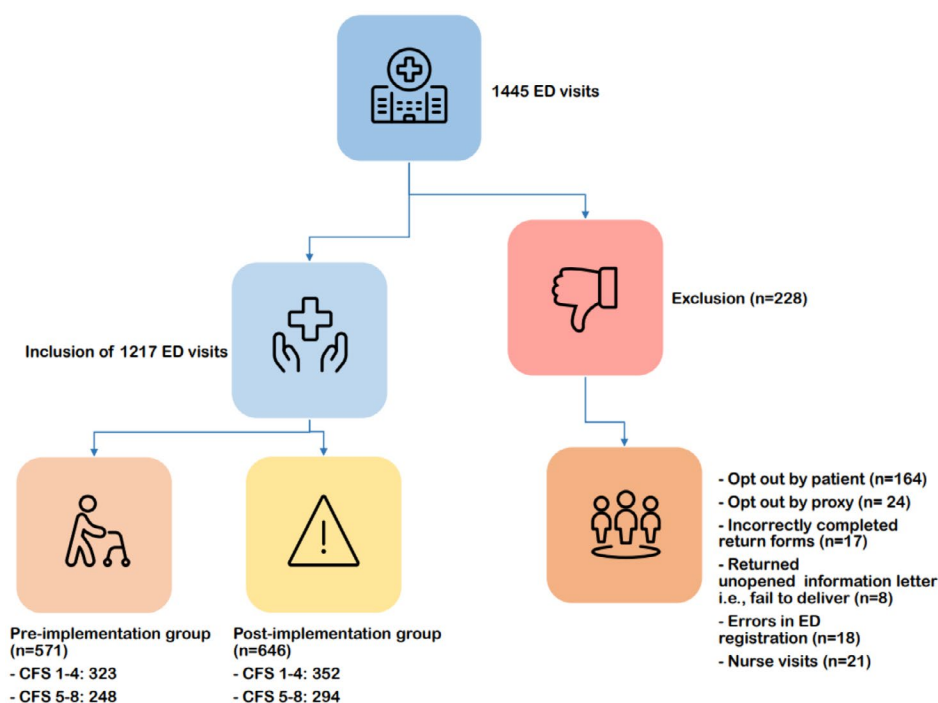 1445 ED visits
Exclusion (n=228)
Inclusion of 1217 ED visits
- Opt out by patient (n=164)
- Opt out by proxy (n= 24)
- Incorrectly completed
return forms (n=17)
- Returned
unopened information letter
i.e., fail to deliver (n=8)
- Errors in ED
registration (n=18)
- Nurse visits (n=21)
Pre-implementation group
(n=571)
- CFS 1-4: 323
- CFS 5-8: 248
Post-implementation group
(n=646)
- CFS 1-4: 352
- CFS 5-8: 294